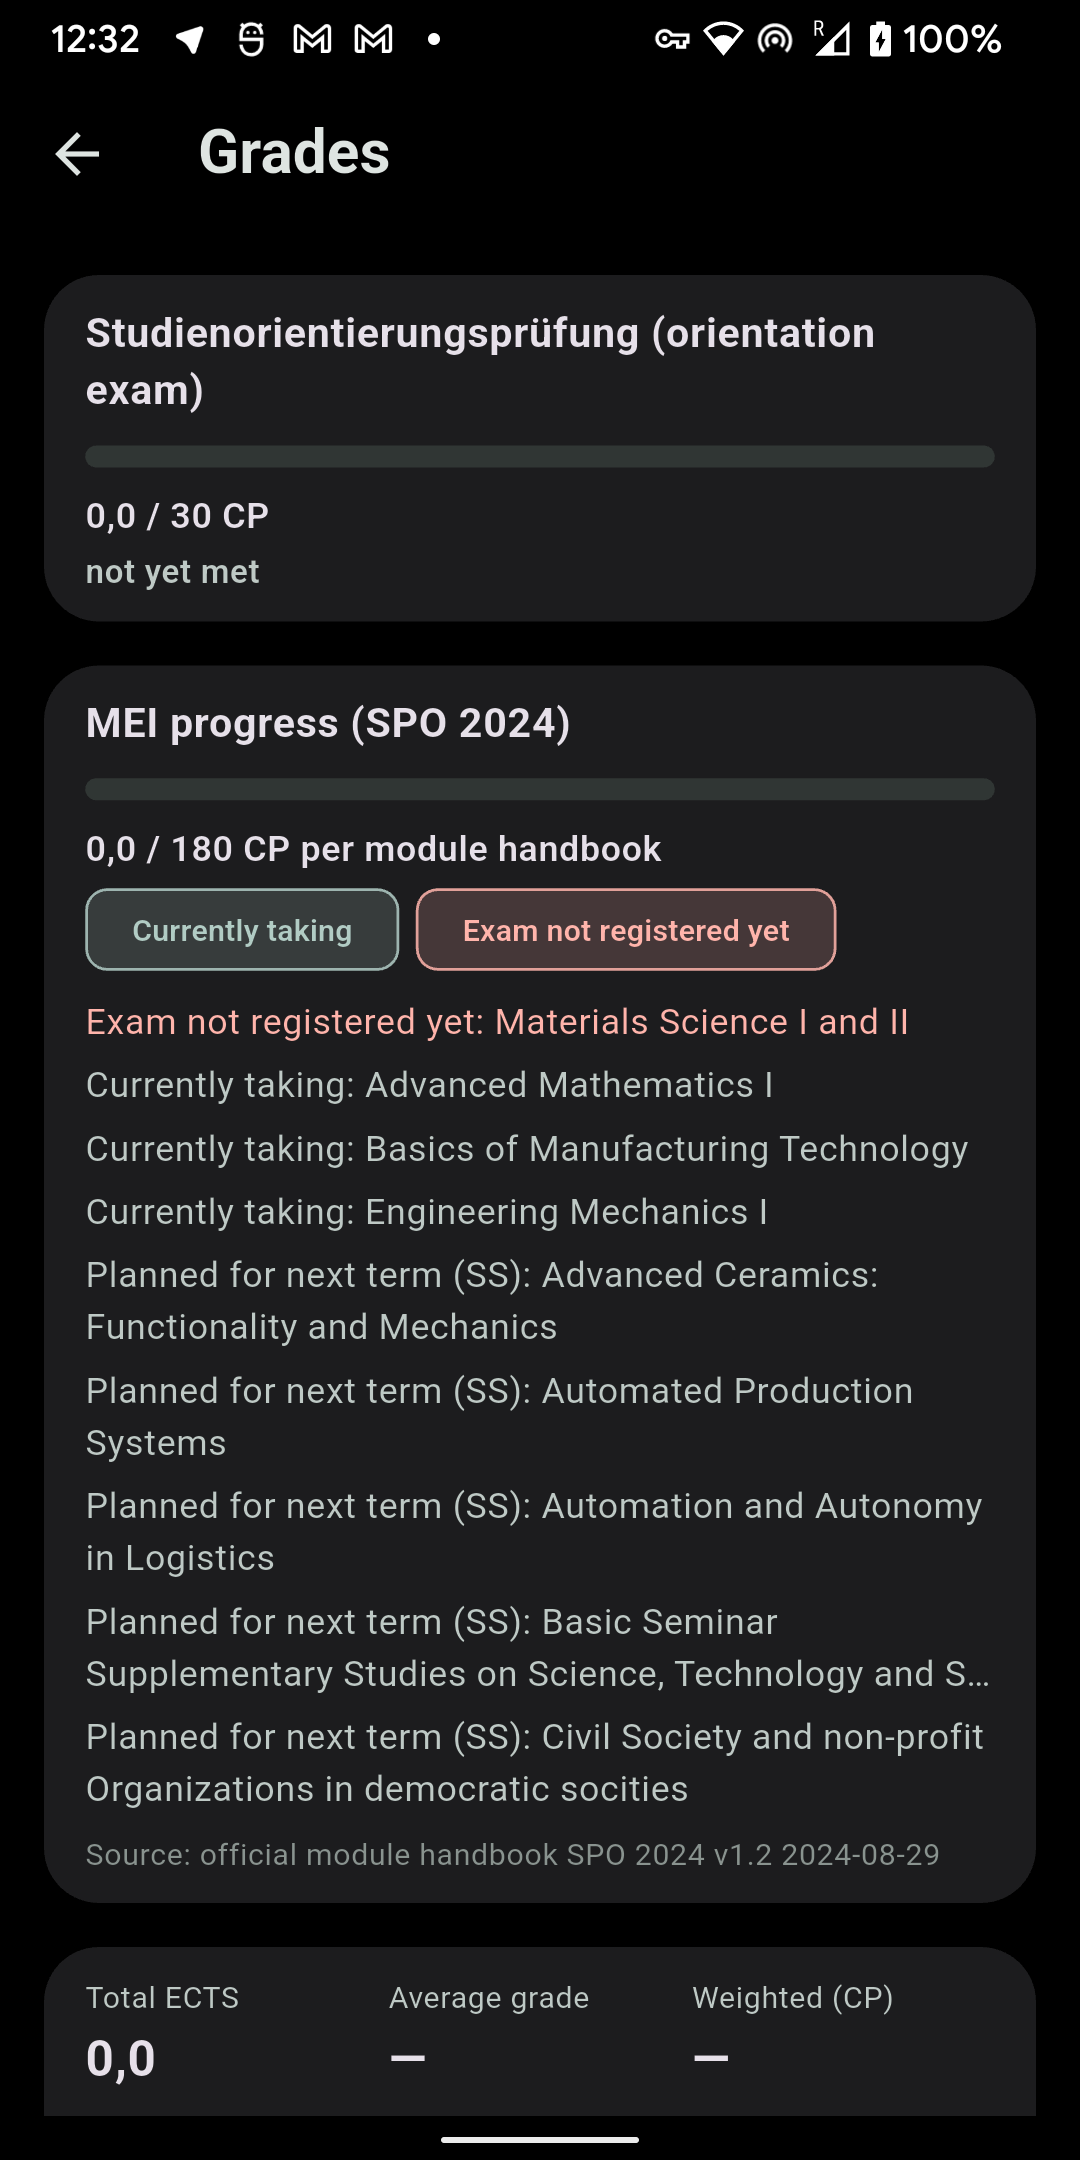 12:32
R
100%
Grades
Studienorientierungsprüfung (orientation
exam)
0,0 / 30 CP
not yet met
MEI progress (SPO 2024)
0,0 / 180 CP per module handbook
Currently taking
Exam not registered yet
Exam not registered yet: Materials Science I and II
Currently taking: Advanced Mathematics I
Currently taking: Basics of Manufacturing Technology
Currently taking: Engineering Mechanics I
Planned for next term (SS): Advanced Ceramics:
Functionality and Mechanics
Planned for next term (SS): Automated Production
Systems
Planned for next term (SS): Automation and Autonomy
in Logistics
Planned for next term (SS): Basic Seminar
Supplementary Studies on Science, Technology and S…
Planned for next term (SS): Civil Society and non-profit
Organizations in democratic socities
Source: official module handbook SPO 2024 v1.2 2024-08-29
Total ECTS
Average grade
Weighted (CP)
0,0
—
—